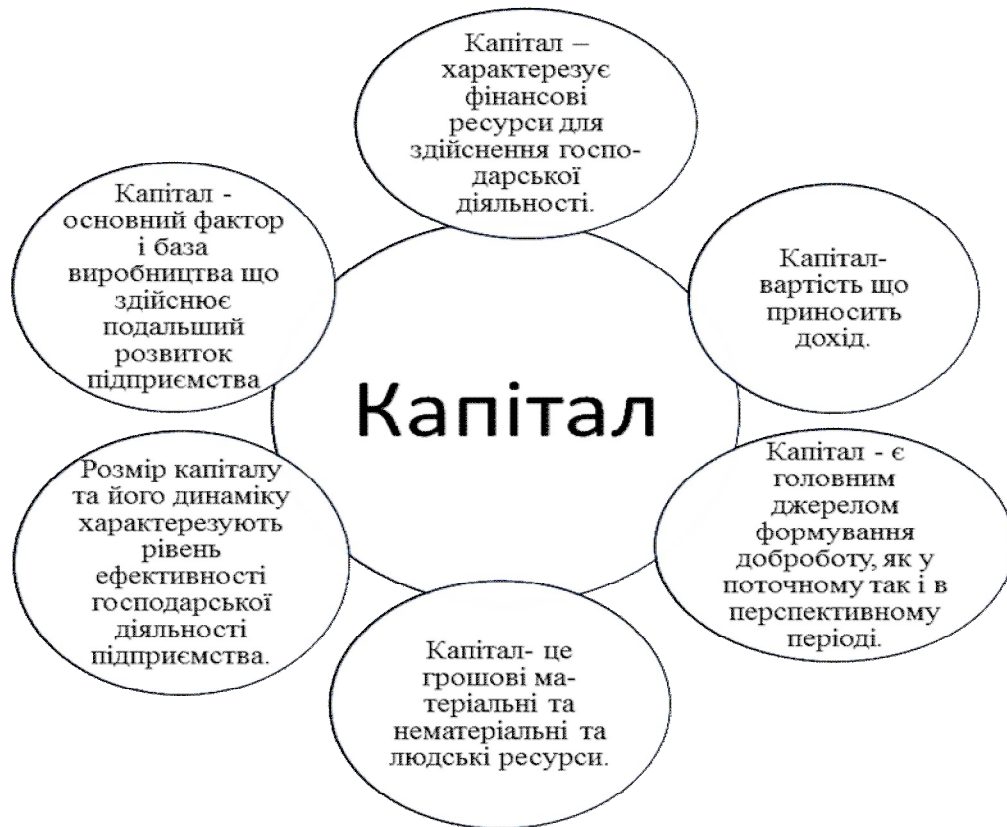 Капітал –
характерезує
фінансові
ресурси для
здійснення госпо-
дарської
діяльності.
Капітал -
основний фактор
і база
виробництва що
здійснює
подальший
розвиток
підприємства
Капітал-
вартість що
приносить
дохід.
Капітал
Розмір капіталу
та його динаміку
характерезують
рівень
ефективності
господарської
діяльності
підприємства.
Капітал - є
головним
джерелом
формування
доброботу, як у
поточному так і в
перспективному
періоді.
Капітал- це
грошові ма-
теріальні та
нематеріальні та
людські ресурси.